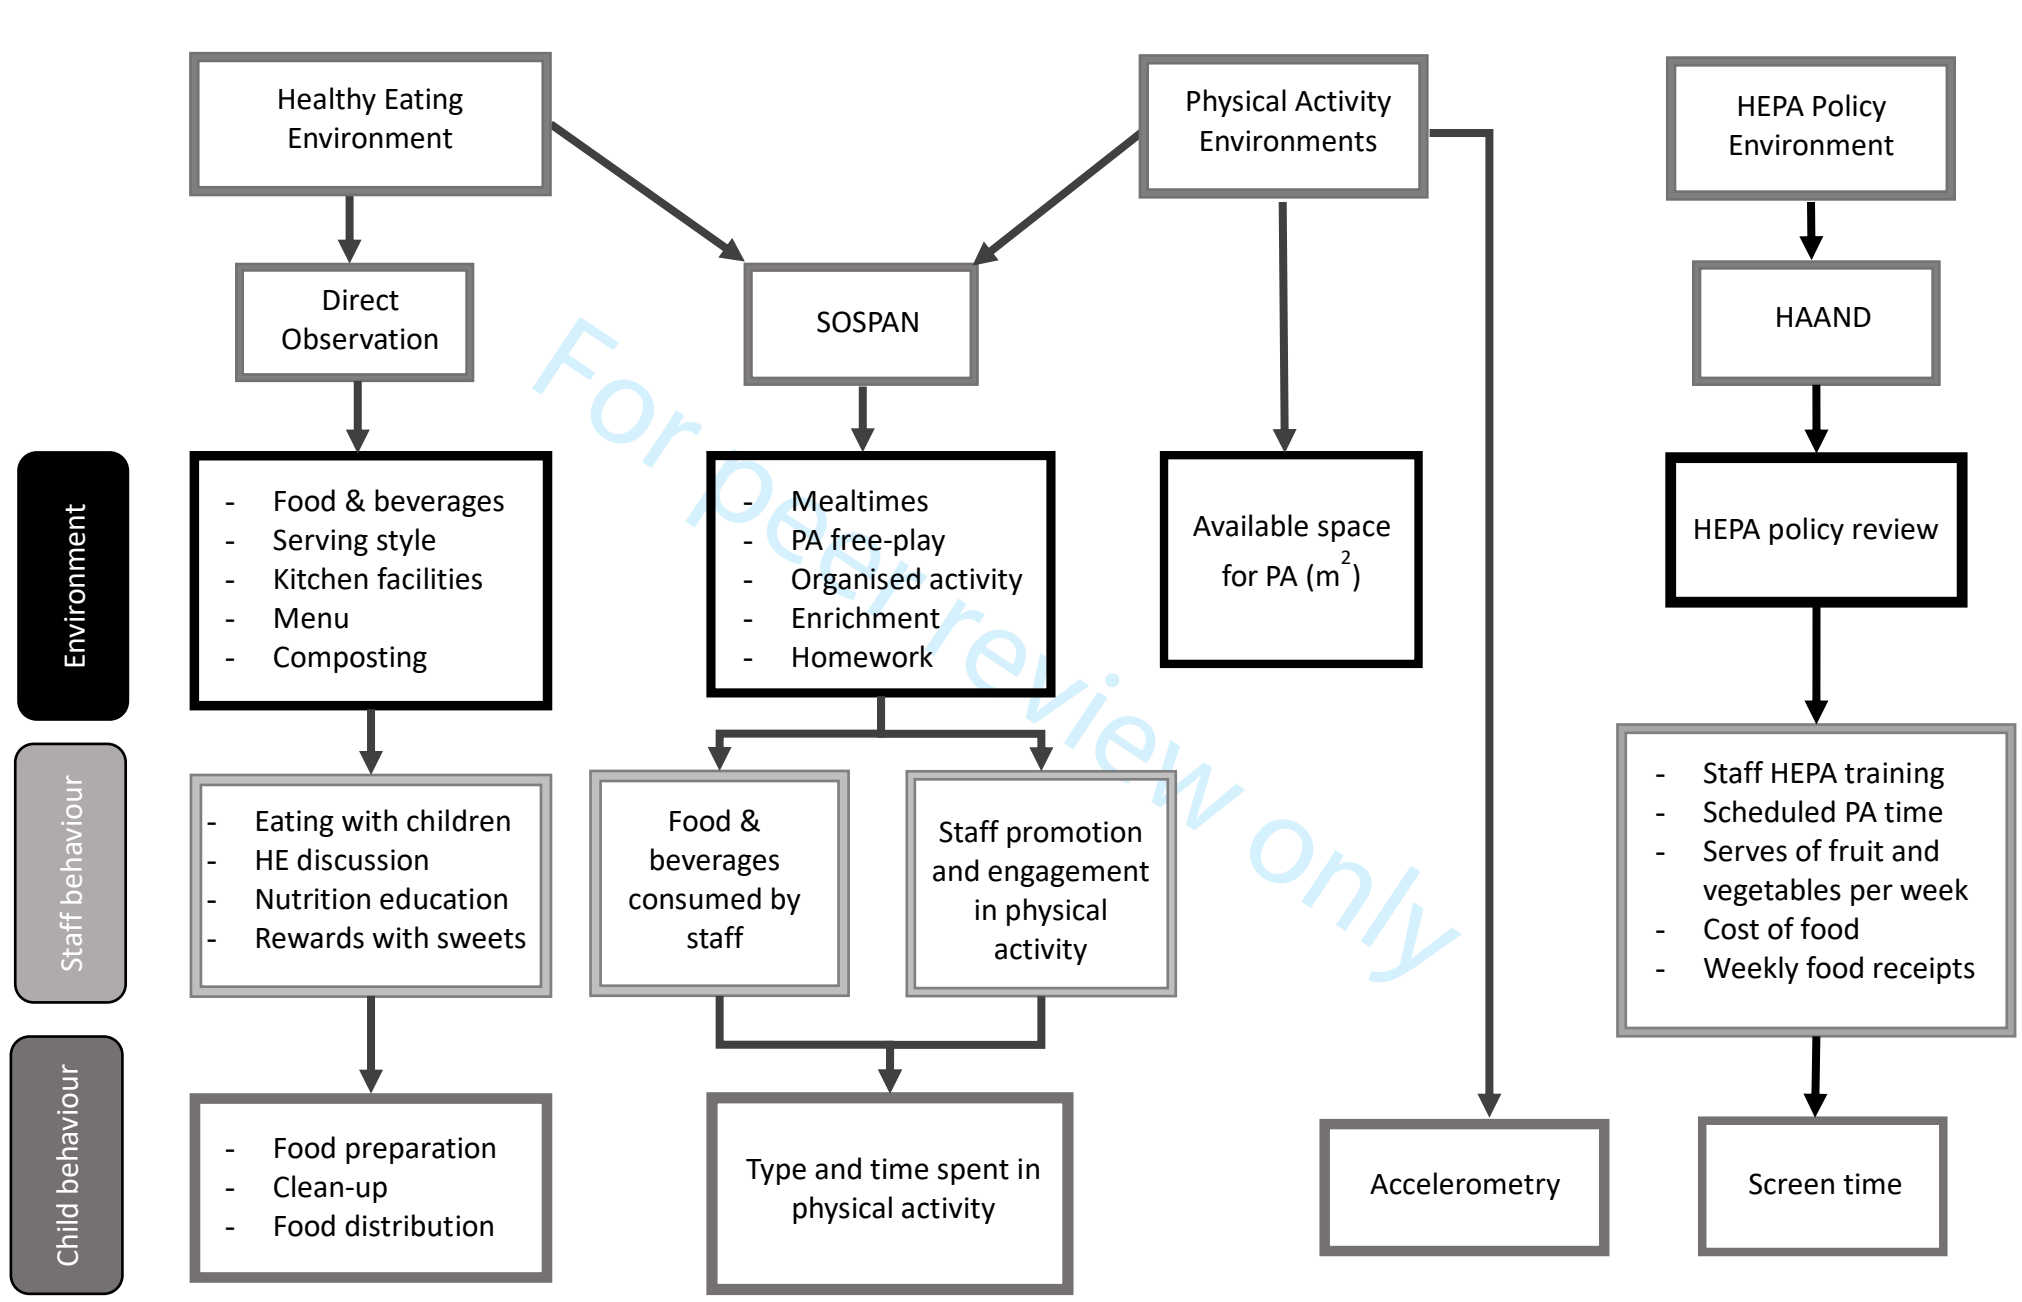 Healthy Eating
Environment
Physical Activity
Environments
HEPA Policy
Environment
Direct
Observation
SOSPAN
HAAND
Environment
- Food & beverages
- Serving style
- Kitchen facilities
- Menu
- Composting
- Mealtimes
- PA free-play
- Organised activity
- Enrichment
- Homework
Available space
for PA (m²)
HEPA policy review
Staff behaviour
- Eating with children
- HE discussion
- Nutrition education
- Rewards with sweets
Food &
beverages
consumed by
staff
Staff promotion
and engagement
in physical
activity
- Staff HEPA training
- Scheduled PA time
- Serves of fruit and
vegetables per week
- Cost of food
- Weekly food receipts
Child behaviour
- Food preparation
- Clean-up
- Food distribution
Type and time spent in
physical activity
Accelerometry
Screen time
For peer review only